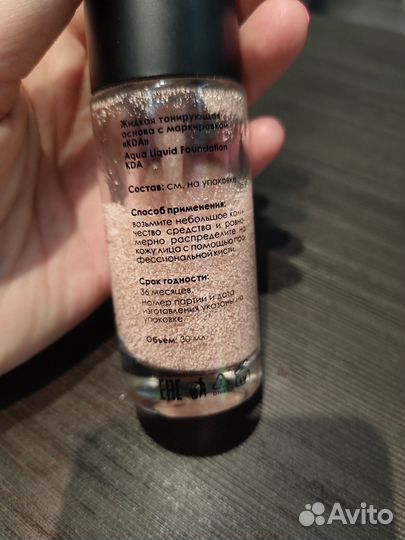 Жидкая тонирующая
основа с маркировкой
«KDA»
Aqua Liquid Foundation
KDA
Состав: см. на упаковке
Способ применения:
возьмите небольшое коли-
чество средства и равно-
мерно распределите на
кожу лица с помощью про-
фессиональной кисти.
Срок годности:
36 месяцев.
Номер партии и дата
изготовления указаны на
упаковке.
Объем: 30 мл.
EAC
Avito